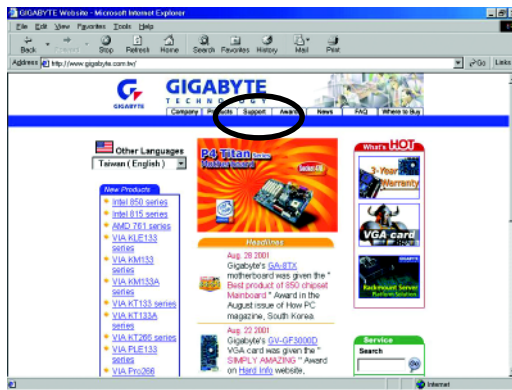 GIGABYTE Website - Microsoft Internet Explorer
File Edit View Favorites Tools Help
Back Forward Stop Refresh Home Search Favorites History Mail Print
Address http://www.gigabyte.com.tw/ Go Links
GIGABYTE
GIGABYTE
TECHNOLOGY
Company Products Support Award News FAQ Where to Buy
Other Languages
Taiwan ( English )
New Products
Intel 850 series
Intel 815 series
AMD 761 series
VIA KLE133
series
VIA KM133
series
VIA KM133A
series
VIA KT133 series
VIA KT133A
series
VIA KT266 series
VIA PLE133
series
VIA Pro266
P4 Titan Series
Motherboard
Socket 478
Headlines
Aug. 28 2001
Gigabyte's GA-8TX
motherboard was given the "
Best product of 850 chipset
Mainboard " Award in the
August issue of How PC
magazine, South Korea.
Aug. 22 2001
Gigabyte's GV-GF3000D
VGA card was given the "
SIMPLY AMAZING " Award
on Hard Info website.
What's HOT
3-Year
Warranty
VGA card
GIGABYTE
Rackmount Server
Platform Solutions
Service
Search
Go
Internet